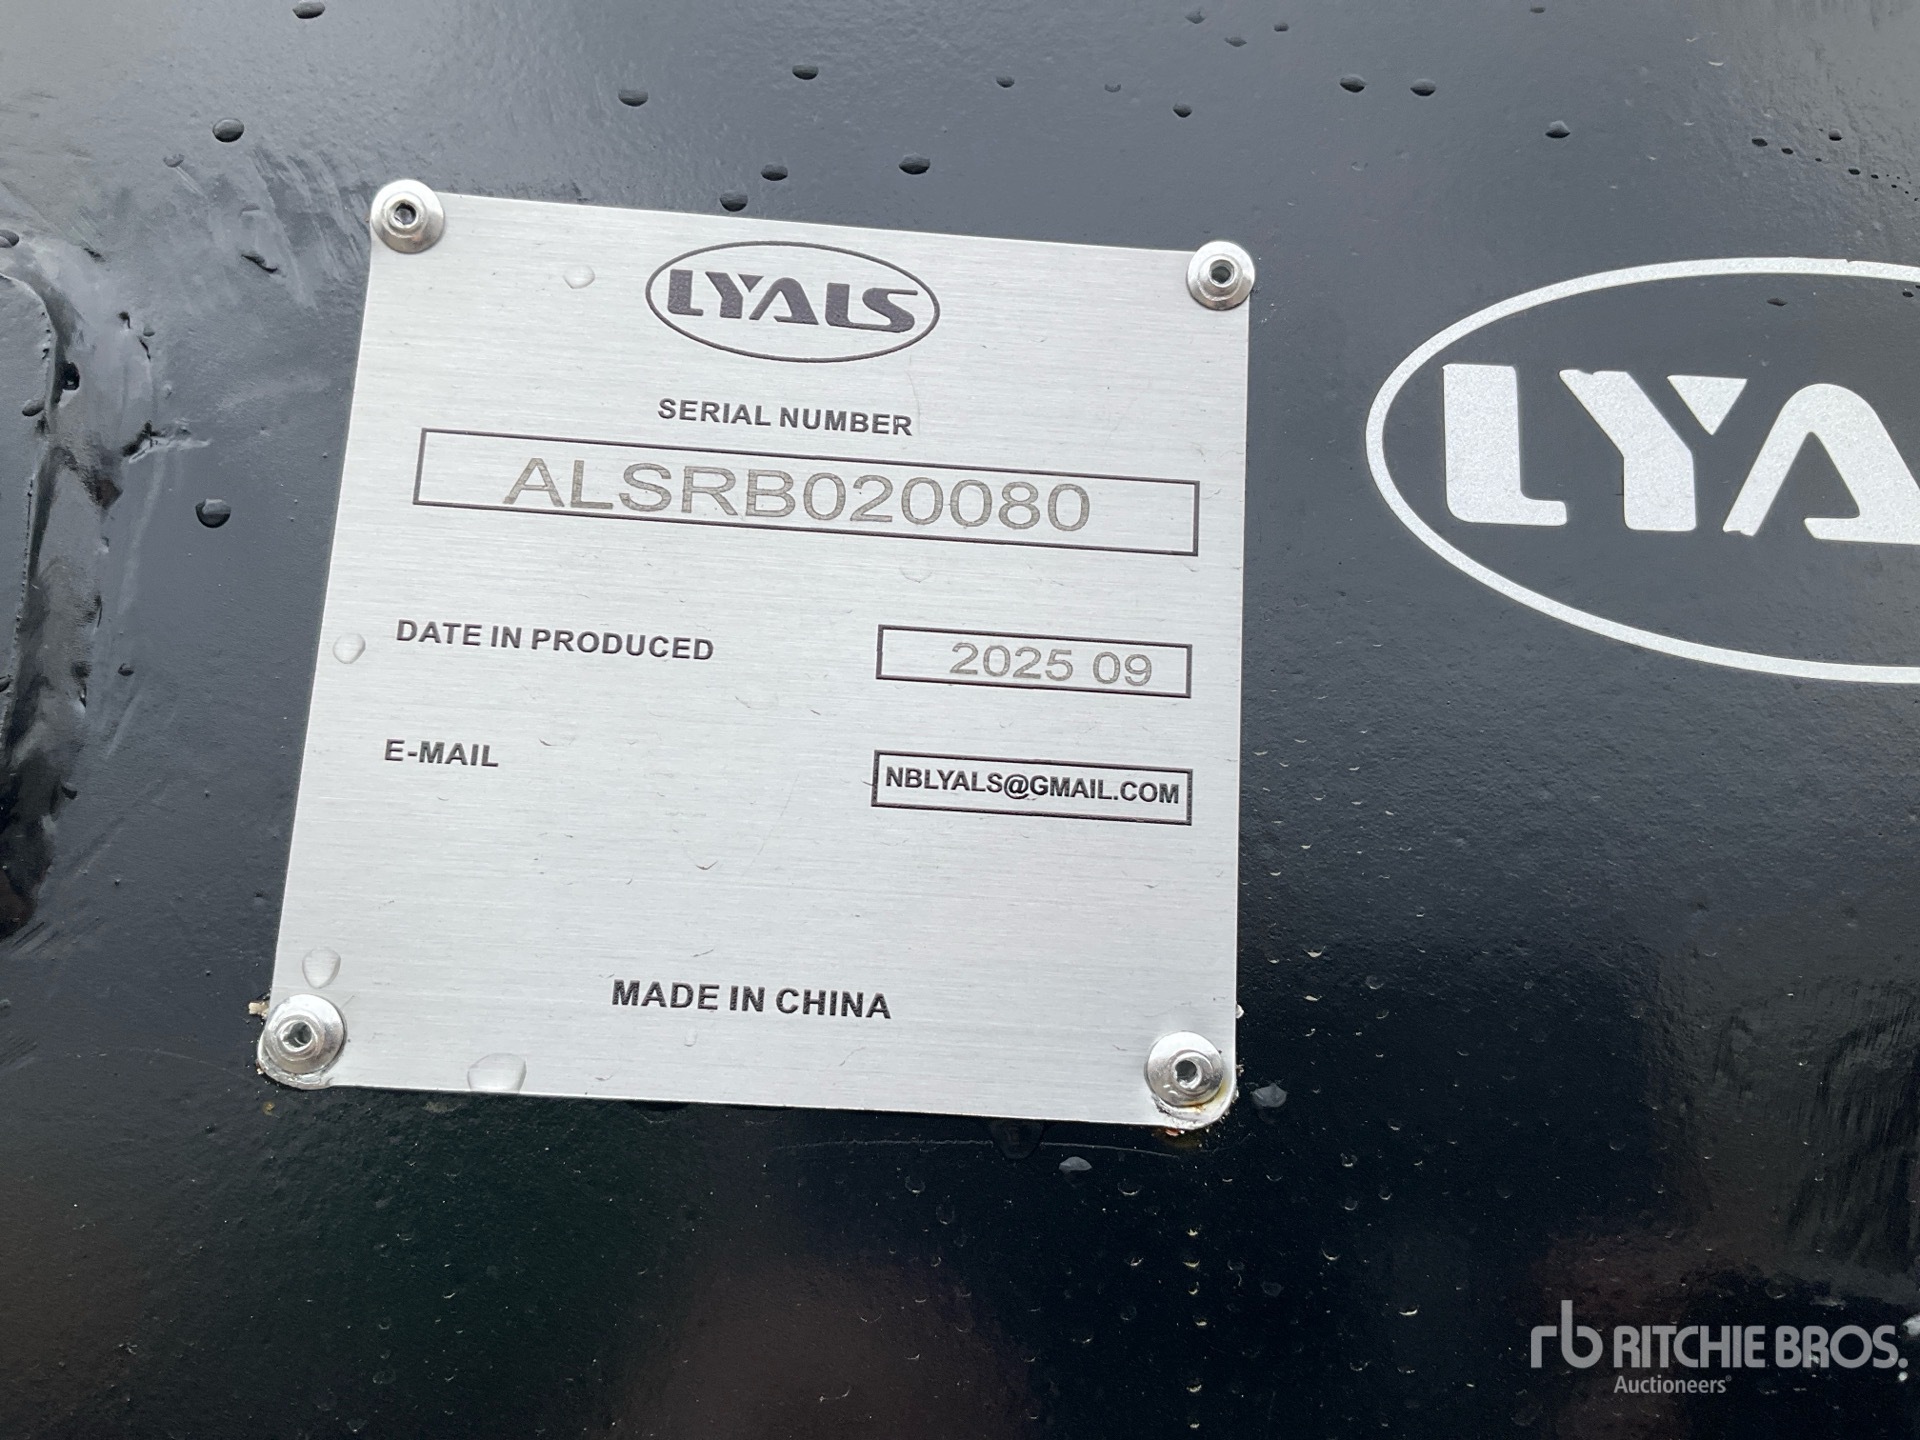 LYALS
SERIAL NUMBER
ALSRB020080
DATE IN PRODUCED
2025 09
E-MAIL
NBLYALS@GMAIL.COM
MADE IN CHINA
LYA
rb RITCHIE BROS.
Auctioneers